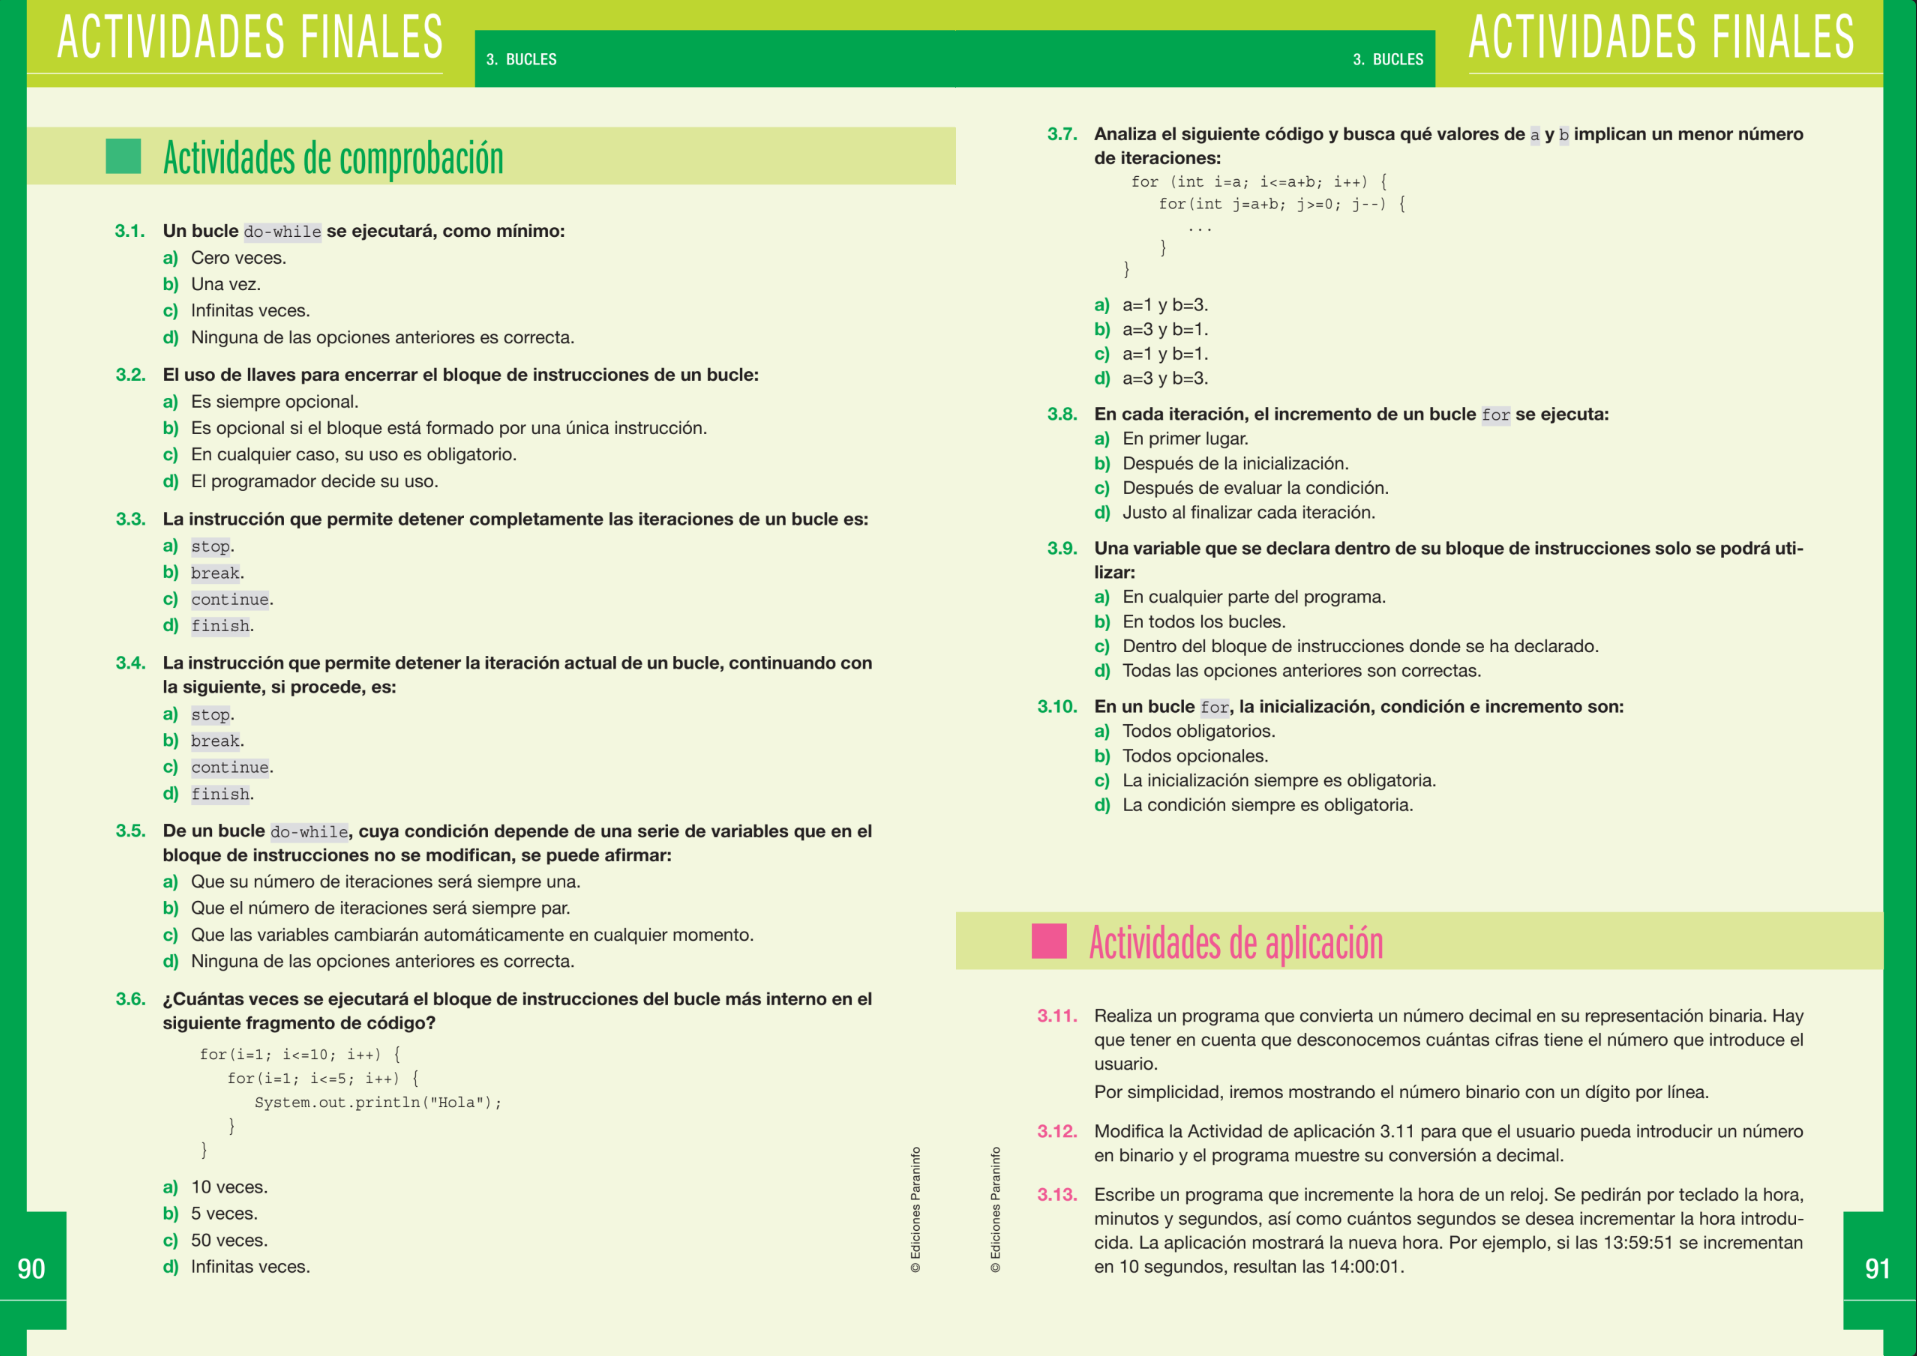 ACTIVIDADES FINALES
3. BUCLES
Actividades de comprobación
3.1. Un bucle do-while se ejecutará, como mínimo:
a) Cero veces.
b) Una vez.
c) Infinitas veces.
d) Ninguna de las opciones anteriores es correcta.
3.2. El uso de llaves para encerrar el bloque de instrucciones de un bucle:
a) Es siempre opcional.
b) Es opcional si el bloque está formado por una única instrucción.
c) En cualquier caso, su uso es obligatorio.
d) El programador decide su uso.
3.3. La instrucción que permite detener completamente las iteraciones de un bucle es:
a) stop.
b) break.
c) continue.
d) finish.
3.4. La instrucción que permite detener la iteración actual de un bucle, continuando con
la siguiente, si procede, es:
a) stop.
b) break.
c) continue.
d) finish.
3.5. De un bucle do-while, cuya condición depende de una serie de variables que en el
bloque de instrucciones no se modifican, se puede afirmar:
a) Que su número de iteraciones será siempre una.
b) Que el número de iteraciones será siempre par.
c) Que las variables cambiarán automáticamente en cualquier momento.
d) Ninguna de las opciones anteriores es correcta.
3.6. ¿Cuántas veces se ejecutará el bloque de instrucciones del bucle más interno en el
siguiente fragmento de código?
for(i=1; i<=10; i++) {
for(i=1; i<=5; i++) {
System.out.println("Hola");
}
}
a) 10 veces.
b) 5 veces.
c) 50 veces.
d) Infinitas veces.
© Ediciones Paraninfo
90
3. BUCLES
ACTIVIDADES FINALES
3.7. Analiza el siguiente código y busca qué valores de a y b implican un menor número
de iteraciones:
for (int i=a; i<=a+b; i++) {
for(int j=a+b; j>=0; j--) {
...
}
}
a) a=1 y b=3.
b) a=3 y b=1.
c) a=1 y b=1.
d) a=3 y b=3.
3.8. En cada iteración, el incremento de un bucle for se ejecuta:
a) En primer lugar.
b) Después de la inicialización.
c) Después de evaluar la condición.
d) Justo al finalizar cada iteración.
3.9. Una variable que se declara dentro de su bloque de instrucciones solo se podrá uti-
lizar:
a) En cualquier parte del programa.
b) En todos los bucles.
c) Dentro del bloque de instrucciones donde se ha declarado.
d) Todas las opciones anteriores son correctas.
3.10. En un bucle for, la inicialización, condición e incremento son:
a) Todos obligatorios.
b) Todos opcionales.
c) La inicialización siempre es obligatoria.
d) La condición siempre es obligatoria.
Actividades de aplicación
3.11. Realiza un programa que convierta un número decimal en su representación binaria. Hay
que tener en cuenta que desconocemos cuántas cifras tiene el número que introduce el
usuario.
Por simplicidad, iremos mostrando el número binario con un dígito por línea.
3.12. Modifica la Actividad de aplicación 3.11 para que el usuario pueda introducir un número
en binario y el programa muestre su conversión a decimal.
3.13. Escribe un programa que incremente la hora de un reloj. Se pedirán por teclado la hora,
minutos y segundos, así como cuántos segundos se desea incrementar la hora introdu-
cida. La aplicación mostrará la nueva hora. Por ejemplo, si las 13:59:51 se incrementan
en 10 segundos, resultan las 14:00:01.
© Ediciones Paraninfo
91